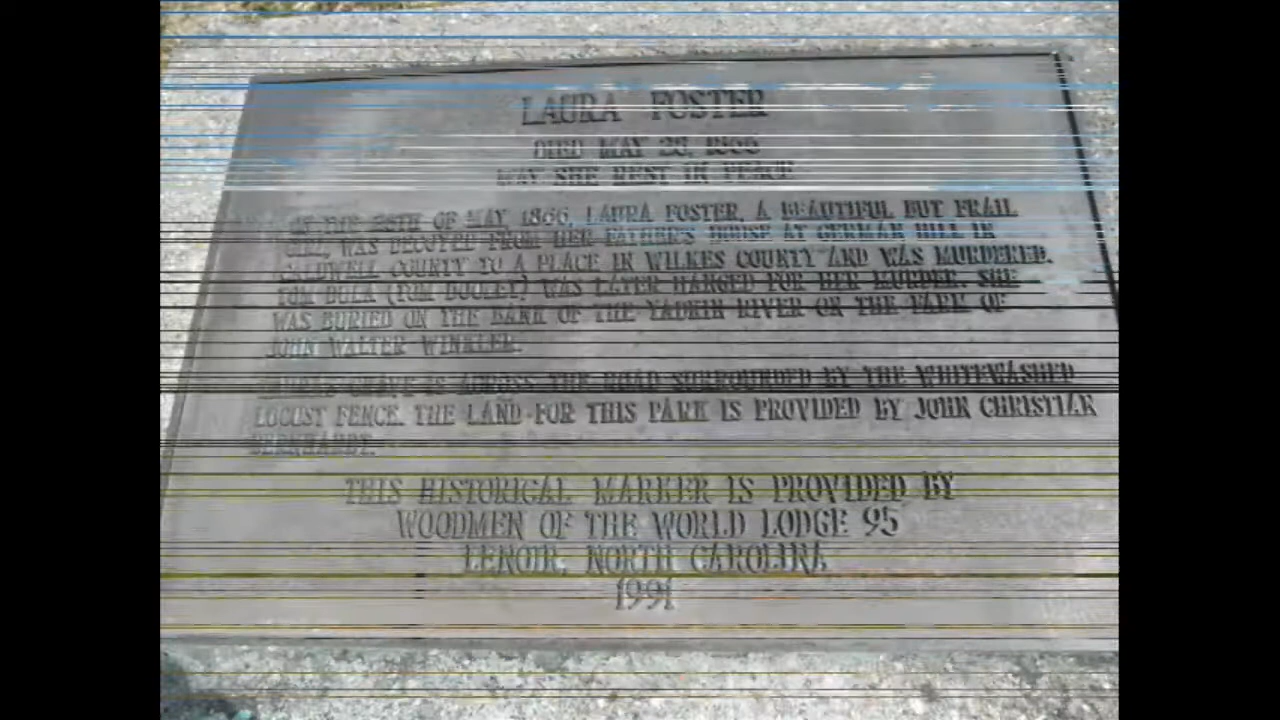 LAURA FOSTER
DIED MAY 28, 1866
MAY SHE REST IN PEACE
ON THE 28TH OF MAY, 1866, LAURA FOSTER, A BEAUTIFUL BUT FRAIL
GIRL, WAS DECOYED FROM HER FATHER'S HOUSE AT GERMAN HILL IN
CALDWELL COUNTY TO A PLACE IN WILKES COUNTY AND WAS MURDERED.
TOM DULA (TOM DOOLEY) WAS LATER HANGED FOR HER MURDER. SHE
WAS BURIED ON THE BANK OF THE YADKIN RIVER ON THE FARM OF
JOHN WALTER WINKLER.
LAURA'S GRAVE IS ACROSS THE ROAD SURROUNDED BY THE WHITEWASHED
LOCUST FENCE. THE LAND FOR THIS PARK IS PROVIDED BY JOHN CHRISTIAN
BERNHARDT.
THIS HISTORICAL MARKER IS PROVIDED BY
WOODMEN OF THE WORLD LODGE 95
LENOIR, NORTH CAROLINA
1991